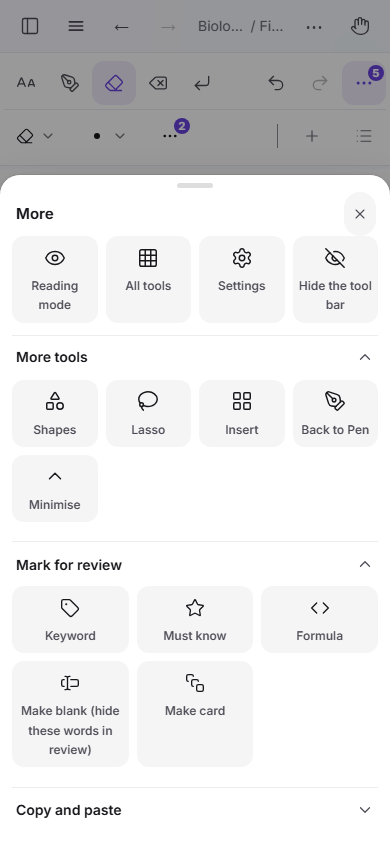 Biolo... / Fi...
AA
5
2
More
Reading mode
All tools
Settings
Hide the tool bar
More tools
Shapes
Lasso
Insert
Back to Pen
Minimise
Mark for review
Keyword
Must know
Formula
Make blank (hide these words in review)
Make card
Copy and paste